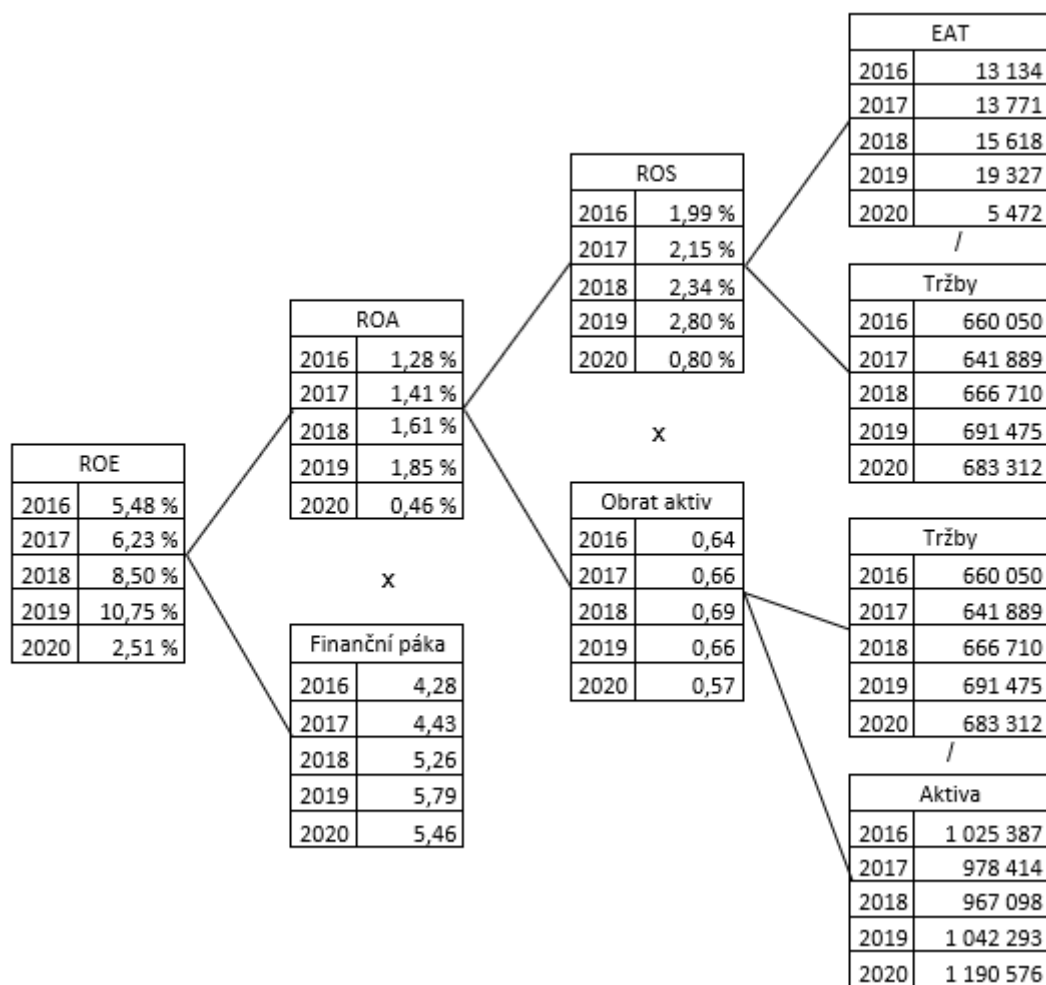 EAT
2016 13 134
2017 13 771
2018 15 618
2019 19 327
2020 5 472
/
ROS
2016 1,99 %
2017 2,15 %
2018 2,34 %
2019 2,80 %
2020 0,80 %
Tržby
2016 660 050
2017 641 889
2018 666 710
2019 691 475
2020 683 312
ROA
2016 1,28 %
2017 1,41 %
2018 1,61 %
2019 1,85 %
2020 0,46 %
x
ROE
2016 5,48 %
2017 6,23 %
2018 8,50 %
2019 10,75 %
2020 2,51 %
x
Obrat aktiv
2016 0,64
2017 0,66
2018 0,69
2019 0,66
2020 0,57
Tržby
2016 660 050
2017 641 889
2018 666 710
2019 691 475
2020 683 312
/
Finanční páka
2016 4,28
2017 4,43
2018 5,26
2019 5,79
2020 5,46
Aktiva
2016 1 025 387
2017 978 414
2018 967 098
2019 1 042 293
2020 1 190 576